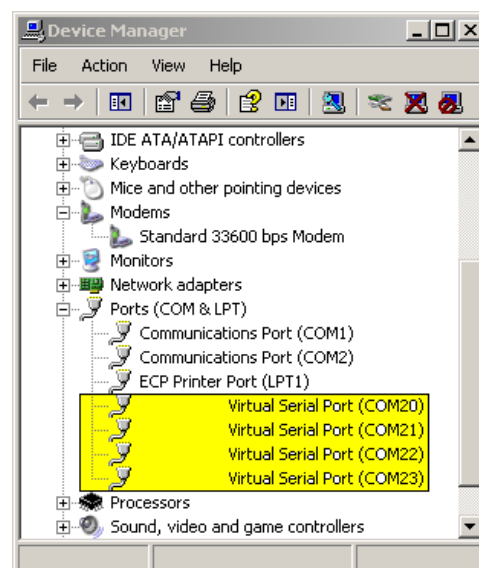 Device Manager
File Action View Help
IDE ATA/ATAPI controllers
Keyboards
Mice and other pointing devices
Modems
Standard 33600 bps Modem
Monitors
Network adapters
Ports (COM & LPT)
Communications Port (COM1)
Communications Port (COM2)
ECP Printer Port (LPT1)
Virtual Serial Port (COM20)
Virtual Serial Port (COM21)
Virtual Serial Port (COM22)
Virtual Serial Port (COM23)
Processors
Sound, video and game controllers